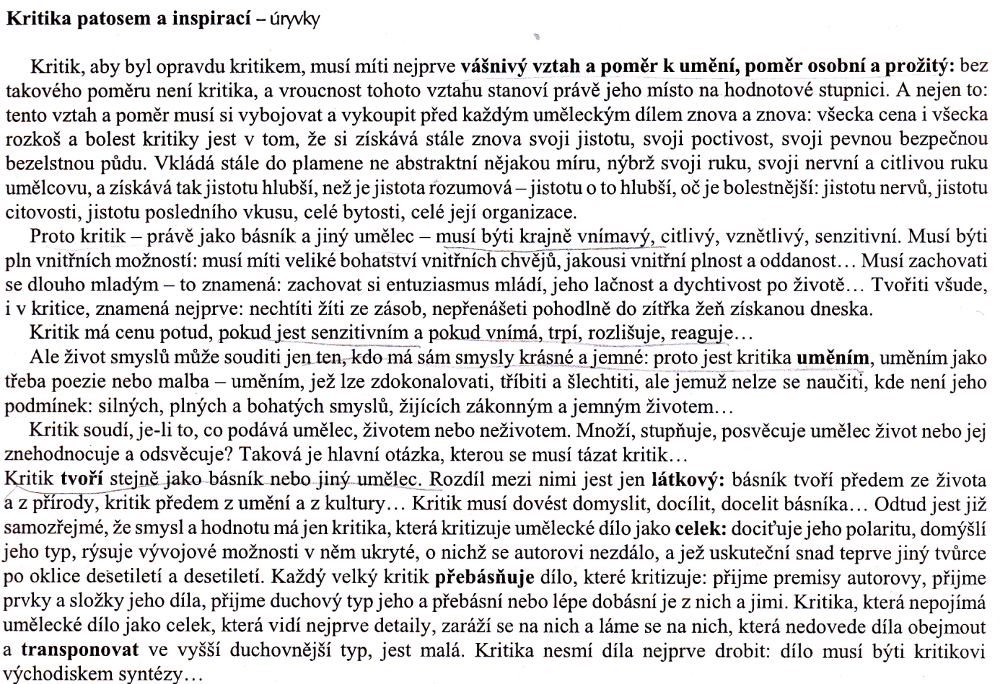 Kritika patosem a inspirací – úryvky
Kritik, aby byl opravdu kritikem, musí míti nejprve vášnivý vztah a poměr k umění, poměr osobní a prožitý: bez
takového poměru není kritika, a vroucnost tohoto vztahu stanoví právě jeho místo na hodnotové stupnici. A nejen to:
tento vztah a poměr musí si vybojovat a vykoupit před každým uměleckým dílem znova a znova: všecka cena i všecka
rozkoš a bolest kritiky jest v tom, že si získává stále znova svoji jistotu, svoji poctivost, svoji pevnou bezpečnou
bezelstnou půdu. Vkládá stále do plamene ne abstraktní nějakou míru, nýbrž svoji ruku, svoji nervní a citlivou ruku
umělcovu, a získává tak jistotu hlubší, než je jistota rozumová – jistotu o to hlubší, oč je bolestnější: jistotu nervů, jistotu
citovosti, jistotu posledního vkusu, celé bytosti, celé její organizace.
Proto kritik – právě jako básník a jiný umělec – musí býti krajně vnímavý, citlivý, vznětlivý, senzitivní. Musí býti
pln vnitřních možností: musí míti veliké bohatství vnitřních chvějů, jakousi vnitřní plnost a oddanost… Musí zachovati
se dlouho mladým – to znamená: zachovat si entuziasmus mládí, jeho lačnost a dychtivost po životě… Tvořiti všude,
i v kritice, znamená nejprve: nechtíti žíti ze zásob, nepřenášeti pohodlně do zítřka žeň získanou dneska.
Kritik má cenu potud, pokud jest senzitivním a pokud vnímá, trpí, rozlišuje, reaguje…
Ale život smyslů může souditi jen ten, kdo má sám smysly krásné a jemné: proto jest kritika uměním, uměním jako
třeba poezie nebo malba – uměním, jež lze zdokonalovati, tříbiti a šlechtiti, ale jemuž nelze se naučiti, kde není jeho
podmínek: silných, plných a bohatých smyslů, žijících zákonným a jemným životem…
Kritik soudí, je-li to, co podává umělec, životem nebo neživotem. Množí, stupňuje, posvěcuje umělec život nebo jej
znehodnocuje a odsvěcuje? Taková je hlavní otázka, kterou se musí tázat kritik…
Kritik tvoří stejně jako básník nebo jiný umělec. Rozdíl mezi nimi jest jen látkový: básník tvoří předem ze života
a z přírody, kritik předem z umění a z kultury… Kritik musí dovést domyslit, docílit, docelit básníka… Odtud jest již
samozřejmé, že smysl a hodnotu má jen kritika, která kritizuje umělecké dílo jako celek: dociťuje jeho polaritu, domýšlí
jeho typ, rýsuje vývojové možnosti v něm ukryté, o nichž se autorovi nezdálo, a jež uskuteční snad teprve jiný tvůrce
po oklice desetiletí a desetiletí. Každý velký kritik přebásňuje dílo, které kritizuje: přijme premisy autorovy, přijme
prvky a složky jeho díla, přijme duchový typ jeho a přebásní nebo lépe dobásní je z nich a jimi. Kritika, která nepojímá
umělecké dílo jako celek, která vidí nejprve detaily, zaráží se na nich a láme se na nich, která nedovede díla obejmout
a transponovat ve vyšší duchovnější typ, jest malá. Kritika nesmí díla nejprve drobit: dílo musí býti kritikovi
východiskem syntézy…